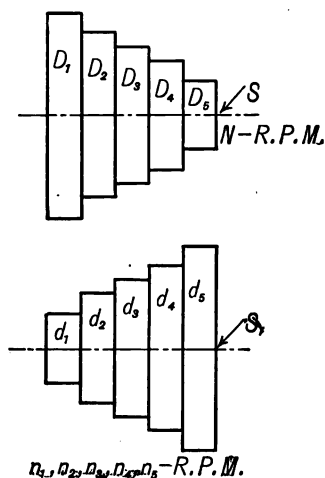 D1 D2 D3 D4 D5 S
N-R.P.M.
d1 d2 d3 d4 d5
S1
n1, n2, n3, n4, n5-R.P.M.